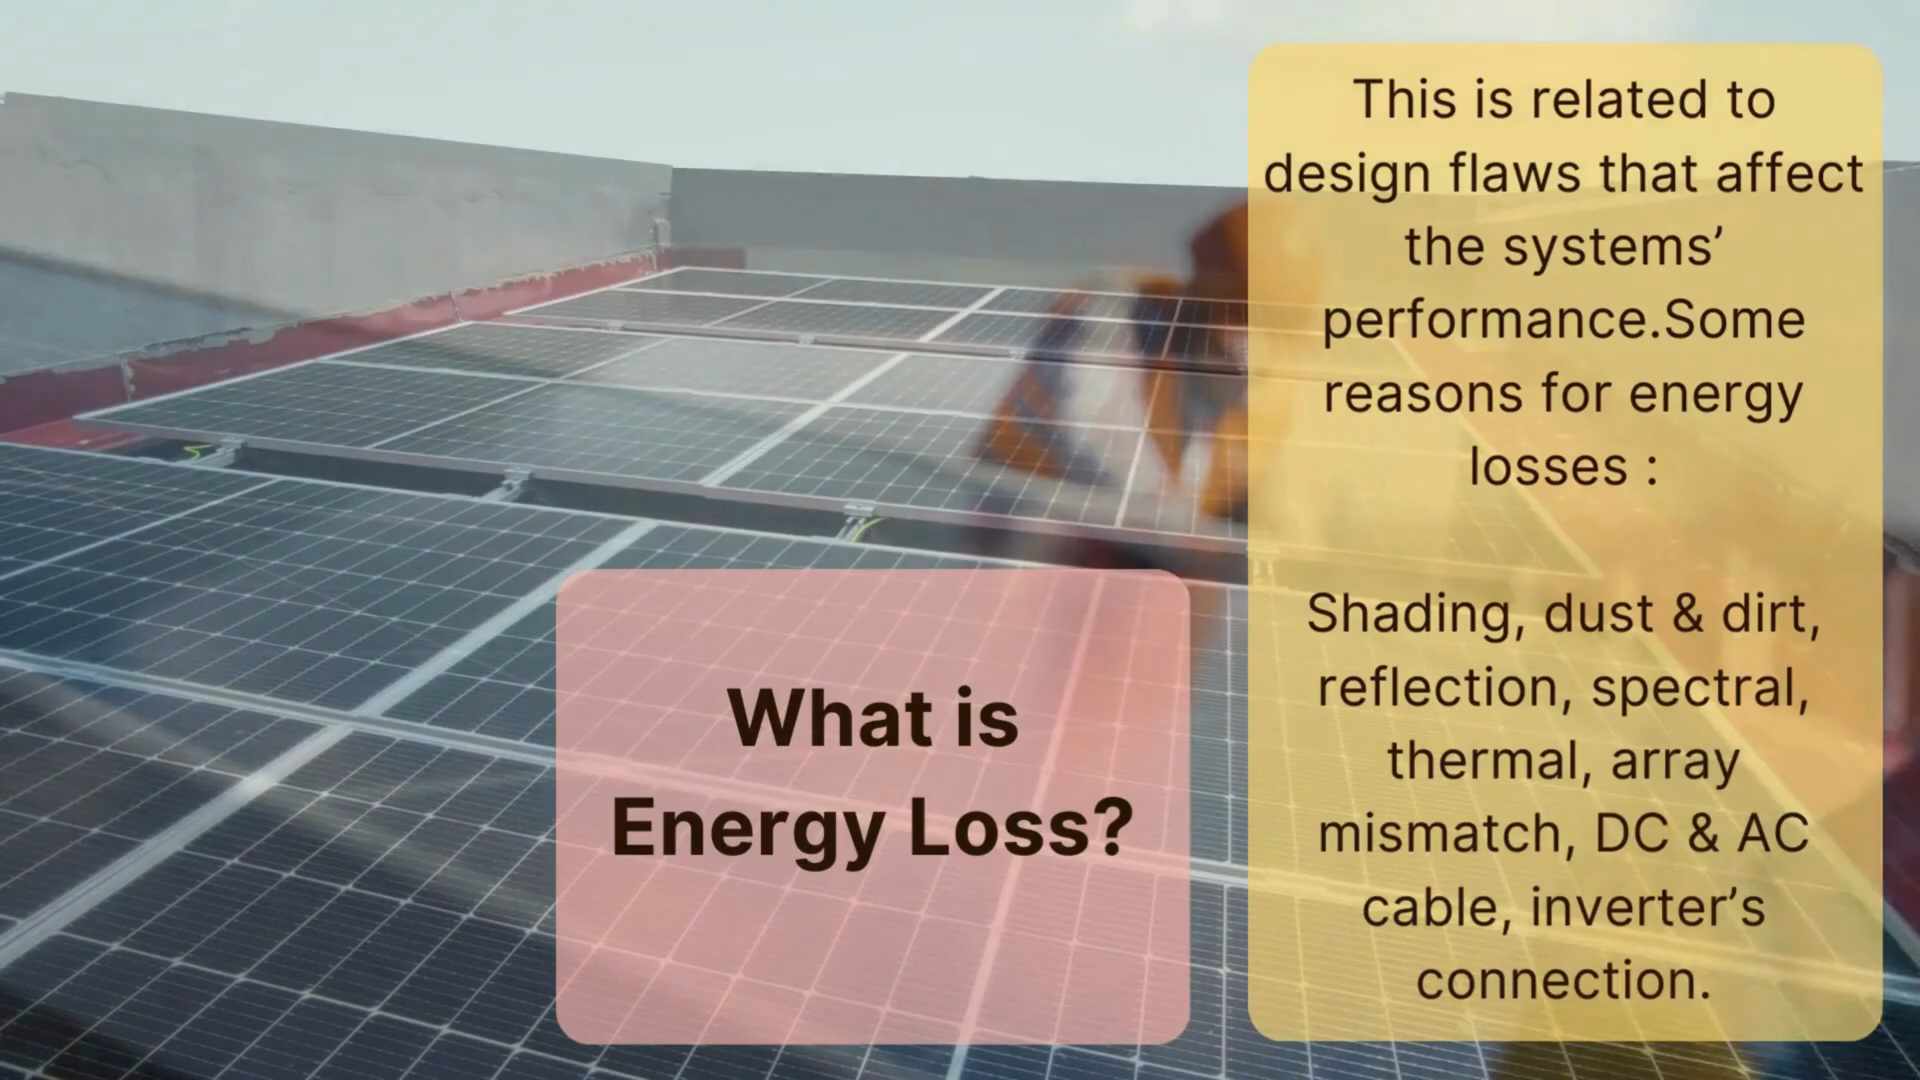 What is
Energy Loss?
This is related to
design flaws that affect
the systems’
performance.Some
reasons for energy
losses :
Shading, dust & dirt,
reflection, spectral,
thermal, array
mismatch, DC & AC
cable, inverter’s
connection.